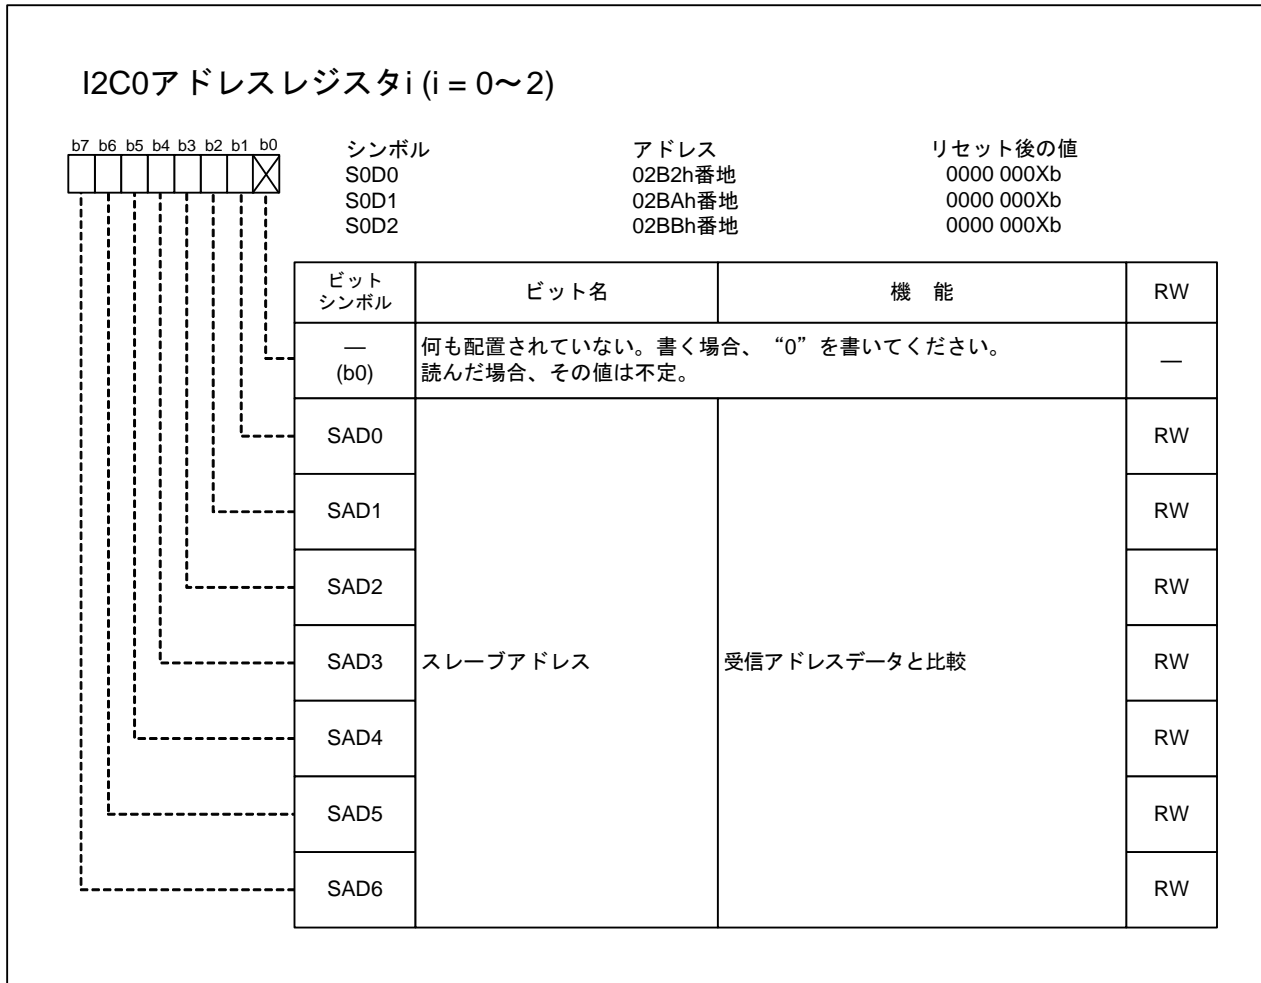 I2C0アドレスレジスタi (i = 0～2)
b7 b6 b5 b4 b3 b2 b1 b0
シンボル アドレス リセット後の値
S0D0 02B2h番地 0000 000Xb
S0D1 02BAh番地 0000 000Xb
S0D2 02BBh番地 0000 000Xb
ビット
シンボル
ビット名
機 能
RW
—
(b0)
何も配置されていない。書く場合、“0”を書いてください。
読んだ場合、その値は不定。
—
SAD0 RW
SAD1 RW
SAD2 RW
SAD3 スレーブアドレス 受信アドレスデータと比較 RW
SAD4 RW
SAD5 RW
SAD6 RW